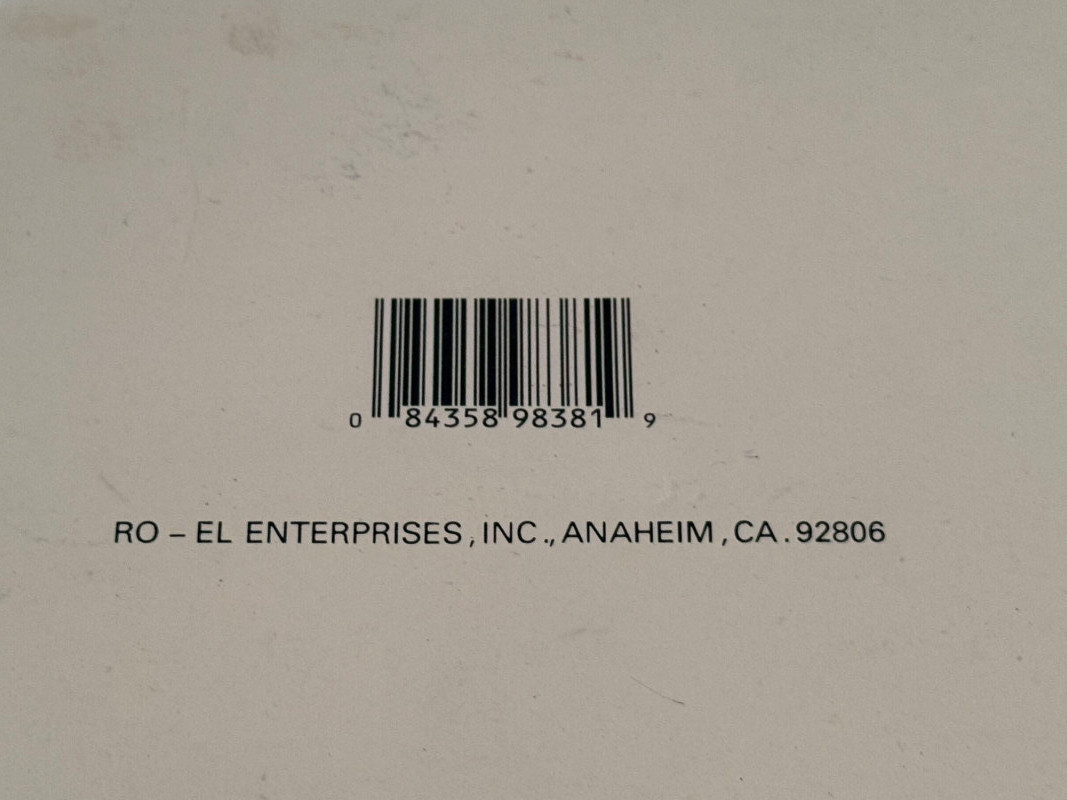 0 84358 98381 9
RO – EL ENTERPRISES, INC., ANAHEIM, CA. 92806